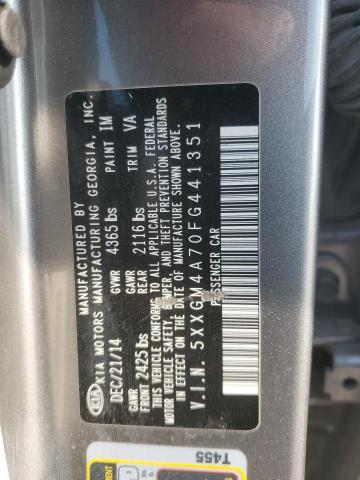 MANUFACTURED BY
KIA KIA MOTORS MANUFACTURING GEORGIA, INC.
DEC/21/14 GVWR 4365 lbs PAINT IM
GAWR FRONT 2425 lbs GAWR REAR 2116 lbs TRIM VA
THIS VEHICLE CONFORMS TO ALL APPLICABLE U.S.A. FEDERAL
MOTOR VEHICLE SAFETY, BUMPER, AND THEFT PREVENTION
STANDARDS IN EFFECT ON THE DATE OF MANUFACTURE SHOWN ABOVE.
V.I.N. 5XXGM4A70FG441351
PASSENGER CAR
T455